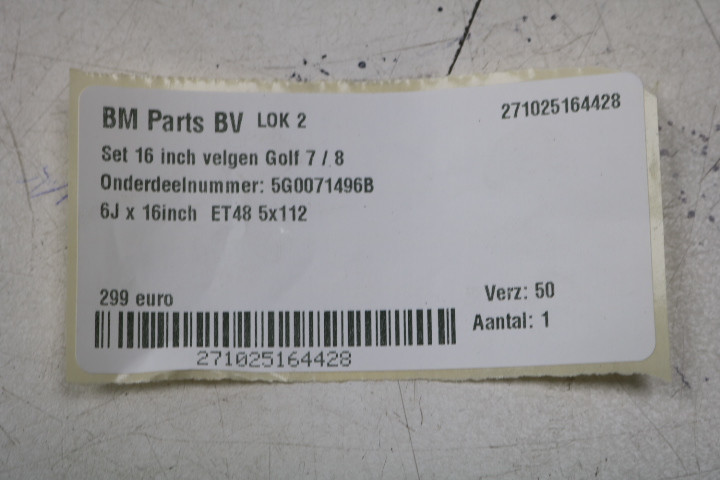 BM Parts BV LOK 2 271025164428
Set 16 inch velgen Golf 7 / 8
Onderdeelnummer: 5G0071496B
6J x 16inch ET48 5x112
299 euro Verz: 50
Aantal: 1
271025164428